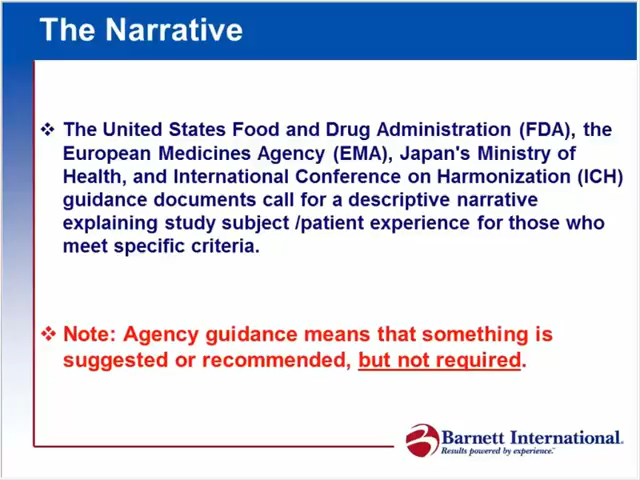 The Narrative
❖ The United States Food and Drug Administration (FDA), the
European Medicines Agency (EMA), Japan's Ministry of
Health, and International Conference on Harmonization (ICH)
guidance documents call for a descriptive narrative
explaining study subject /patient experience for those who
meet specific criteria.
❖ Note: Agency guidance means that something is
suggested or recommended, but not required.
Barnett International.
Results powered by experience.™